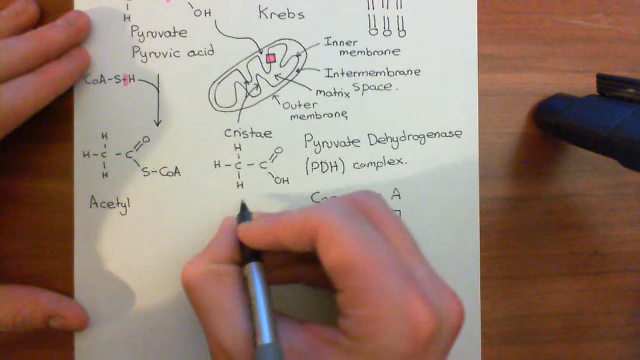 H
OH
Krebs
Pyruvate
Pyruvic acid
Inner
membrane
Intermembrane
Space.
matrix
Outer
membrane
cristae
CoA-S-H
H
H-C-C
O
H
S-CoA
Acetyl
H
H-C-C
O
H
OH
Pyruvate Dehydrogenase
(PDH) complex.
A